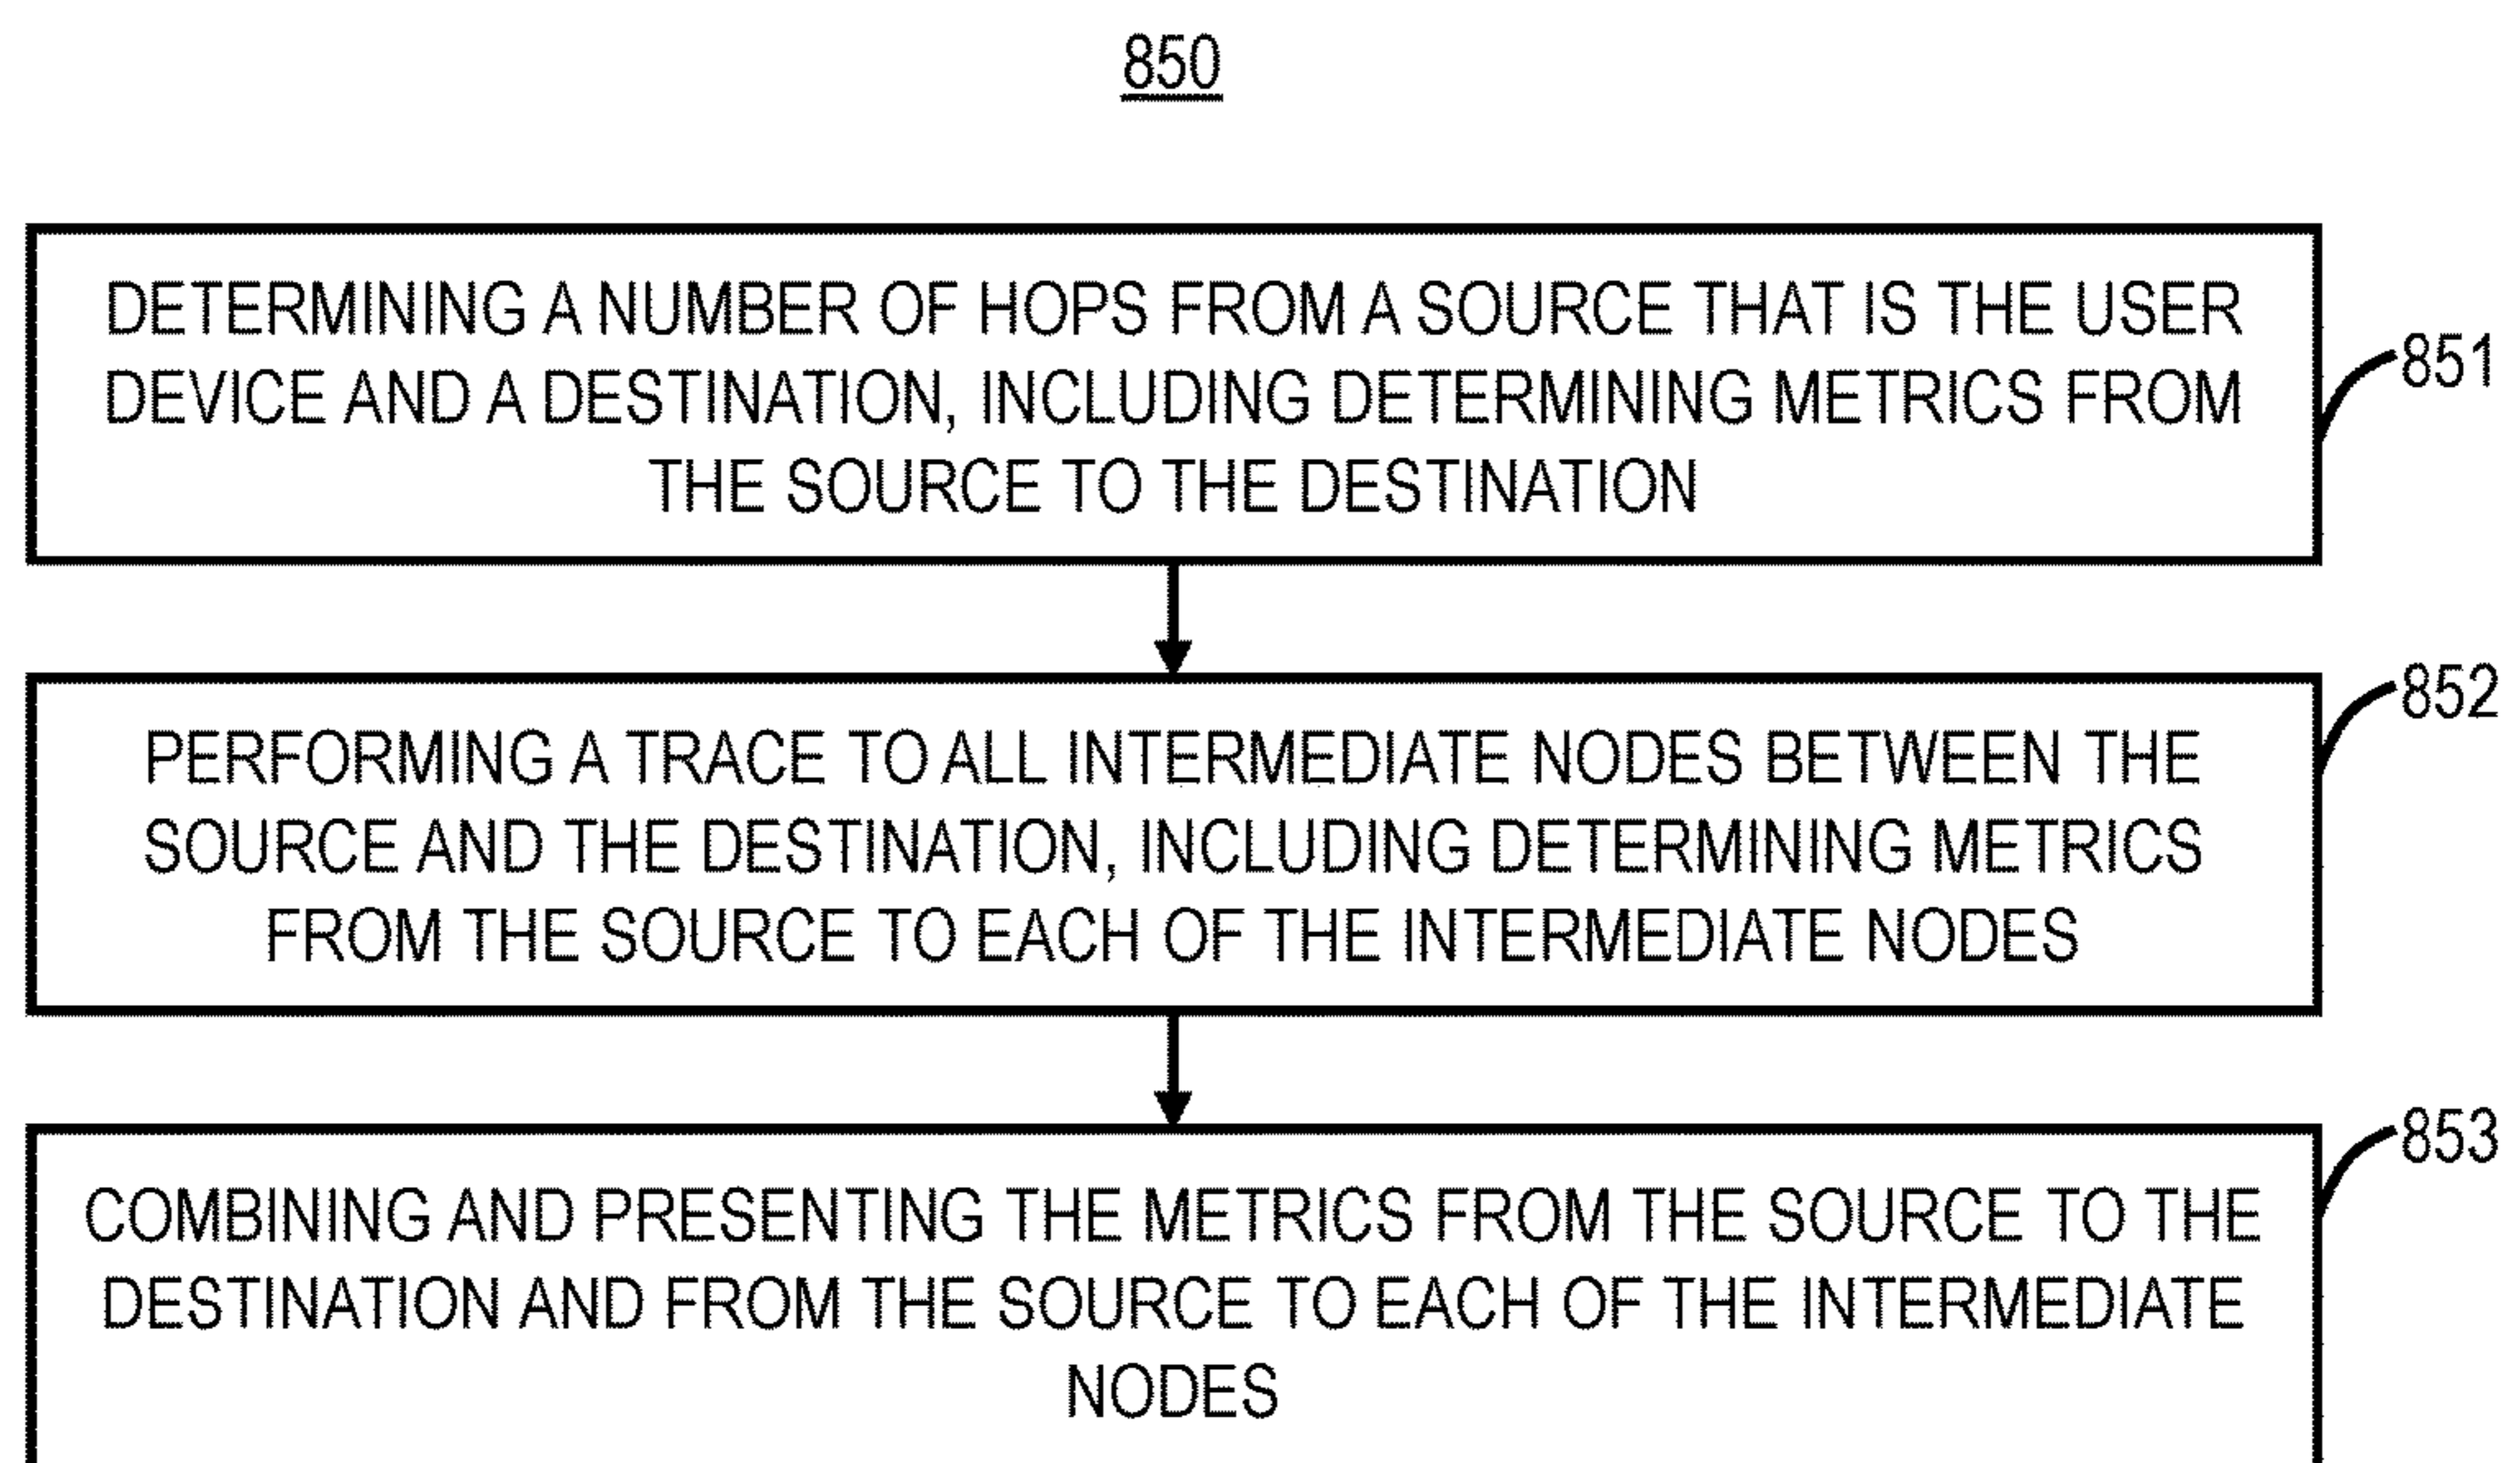 850
DETERMINING A NUMBER OF HOPS FROM A SOURCE THAT IS THE USER
DEVICE AND A DESTINATION, INCLUDING DETERMINING METRICS FROM
THE SOURCE TO THE DESTINATION
851
PERFORMING A TRACE TO ALL INTERMEDIATE NODES BETWEEN THE
SOURCE AND THE DESTINATION, INCLUDING DETERMINING METRICS
FROM THE SOURCE TO EACH OF THE INTERMEDIATE NODES
852
COMBINING AND PRESENTING THE METRICS FROM THE SOURCE TO THE
DESTINATION AND FROM THE SOURCE TO EACH OF THE INTERMEDIATE
NODES
853